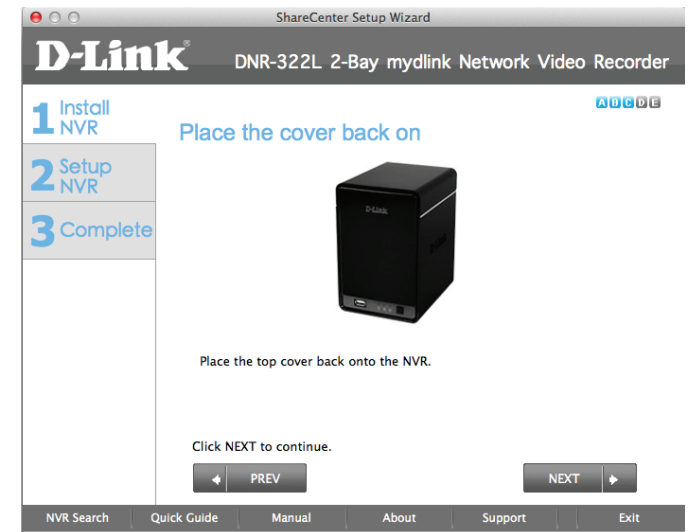 ShareCenter Setup Wizard
D-Link®
DNR-322L 2-Bay mydlink Network Video Recorder
A B C D E
1 Install
NVR
2 Setup
NVR
3 Complete
Place the cover back on
D-Link
D-Link
Place the top cover back onto the NVR.
Click NEXT to continue.
PREV
NEXT
NVR Search
Quick Guide
Manual
About
Support
Exit